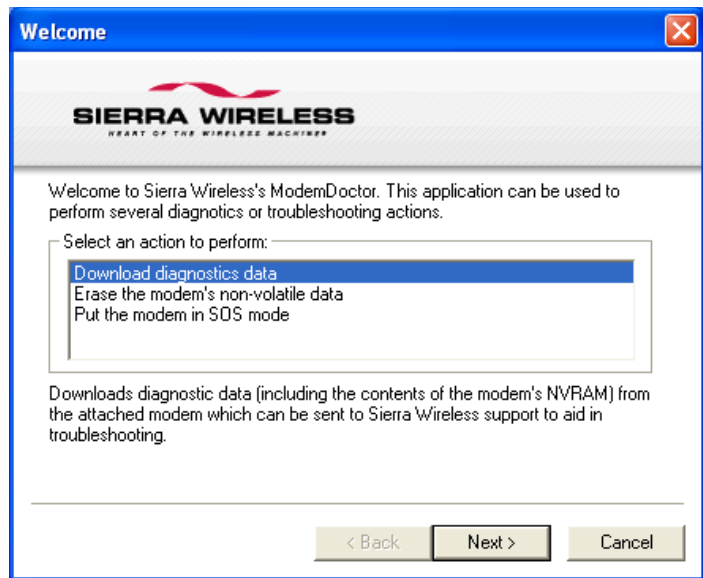 Welcome
SIERRA WIRELESS
HEART OF THE WIRELESS MACHINE®
Welcome to Sierra Wireless's ModemDoctor. This application can be used to
perform several diagnotics or troubleshooting actions.
Select an action to perform:
Download diagnostics data
Erase the modem's non-volatile data
Put the modem in SOS mode
Downloads diagnostic data (including the contents of the modem's NVRAM) from
the attached modem which can be sent to Sierra Wireless support to aid in
troubleshooting.
< Back
Next >
Cancel